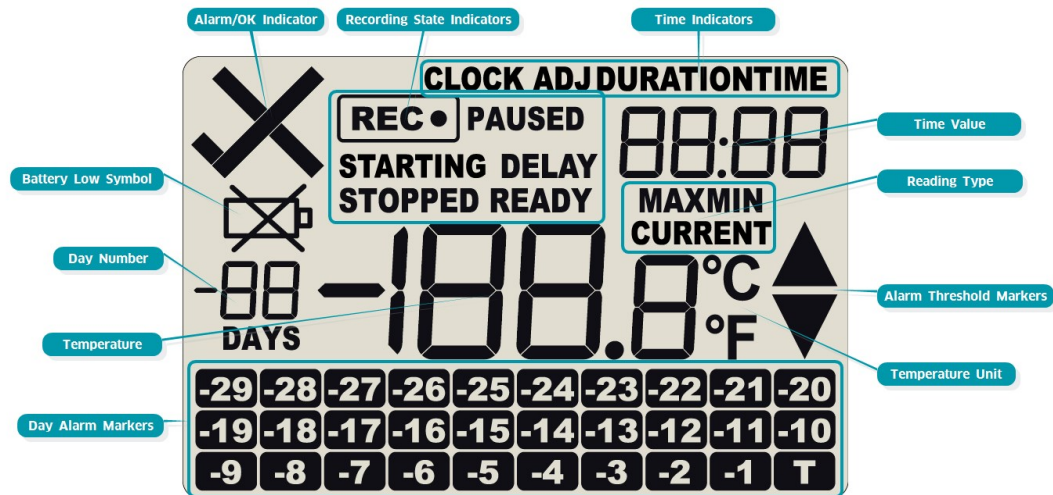 Alarm/OK Indicator
Recording State Indicators
Time Indicators
CLOCK ADJ DURATION TIME
REC● PAUSED
88:88
Time Value
STARTING DELAY
Battery Low Symbol
STOPPED READY
MAXMIN
Reading Type
CURRENT
Day Number
-88
-188.8
°C
Alarm Threshold Markers
DAYS
°F
Temperature
Temperature Unit
-29 -28 -27 -26 -25 -24 -23 -22 -21 -20
Day Alarm Markers
-19 -18 -17 -16 -15 -14 -13 -12 -11 -10
-9 -8 -7 -6 -5 -4 -3 -2 -1 T